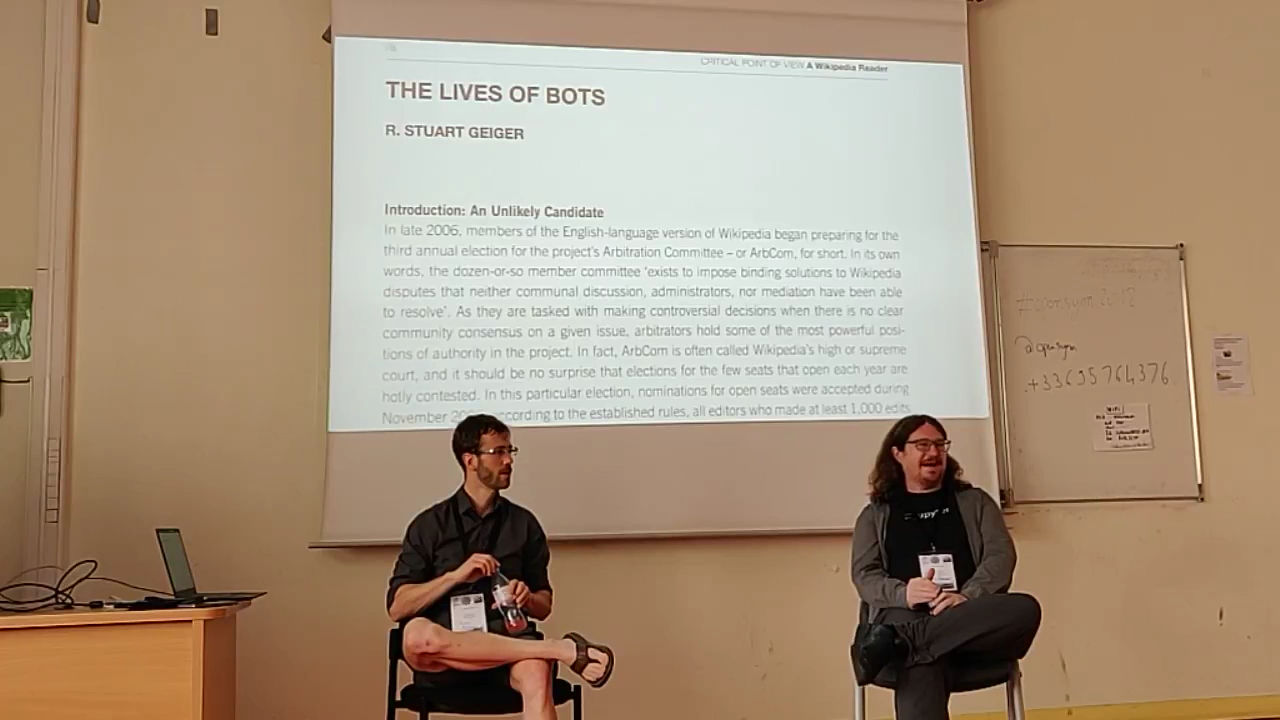 CRITICAL POINT OF VIEW A Wikipedia Reader
THE LIVES OF BOTS
R. STUART GEIGER
Introduction: An Unlikely Candidate
In late 2006, members of the English-language version of Wikipedia began preparing for the
third annual election for the project's Arbitration Committee – or ArbCom, for short. In its own
words, the dozen-or-so member committee 'exists to impose binding solutions to Wikipedia
disputes that neither communal discussion, administrators, nor mediation have been able
to resolve'. As they are tasked with making controversial decisions when there is no clear
community consensus on a given issue, arbitrators hold some of the most powerful posi-
tions of authority in the project. In fact, ArbCom is often called Wikipedia's high or supreme
court, and it should be no surprise that elections for the few seats that open each year are
hotly contested. In this particular election, nominations for open seats were accepted during
November according to the established rules, all editors who made at least 1,000 edits
@opensym
+33695764376
WIFI